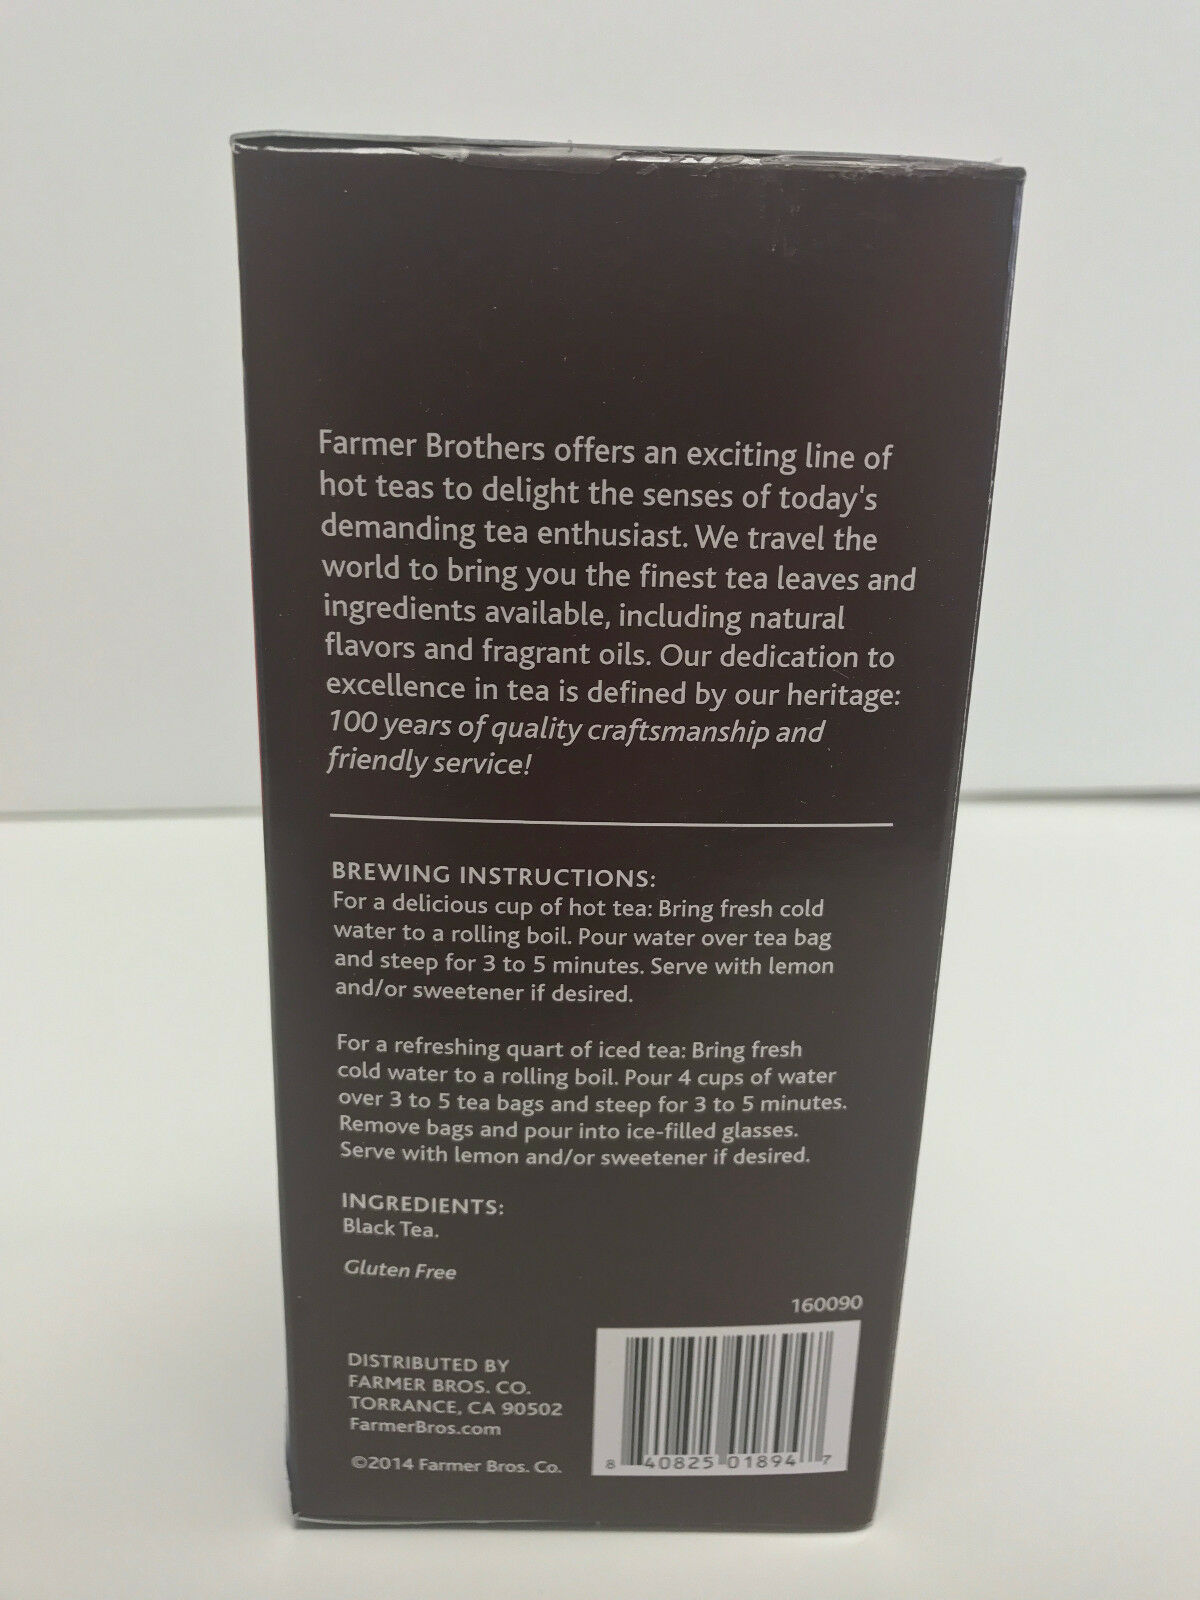 Farmer Brothers offers an exciting line of
hot teas to delight the senses of today's
demanding tea enthusiast. We travel the
world to bring you the finest tea leaves and
ingredients available, including natural
flavors and fragrant oils. Our dedication to
excellence in tea is defined by our heritage:
100 years of quality craftsmanship and
friendly service!
BREWING INSTRUCTIONS:
For a delicious cup of hot tea: Bring fresh cold
water to a rolling boil. Pour water over tea bag
and steep for 3 to 5 minutes. Serve with lemon
and/or sweetener if desired.
For a refreshing quart of iced tea: Bring fresh
cold water to a rolling boil. Pour 4 cups of water
over 3 to 5 tea bags and steep for 3 to 5 minutes.
Remove bags and pour into ice-filled glasses.
Serve with lemon and/or sweetener if desired.
INGREDIENTS:
Black Tea.
Gluten Free
160090
DISTRIBUTED BY
FARMER BROS. CO.
TORRANCE, CA 90502
FarmerBros.com
©2014 Farmer Bros. Co.
8 40825 01894 7